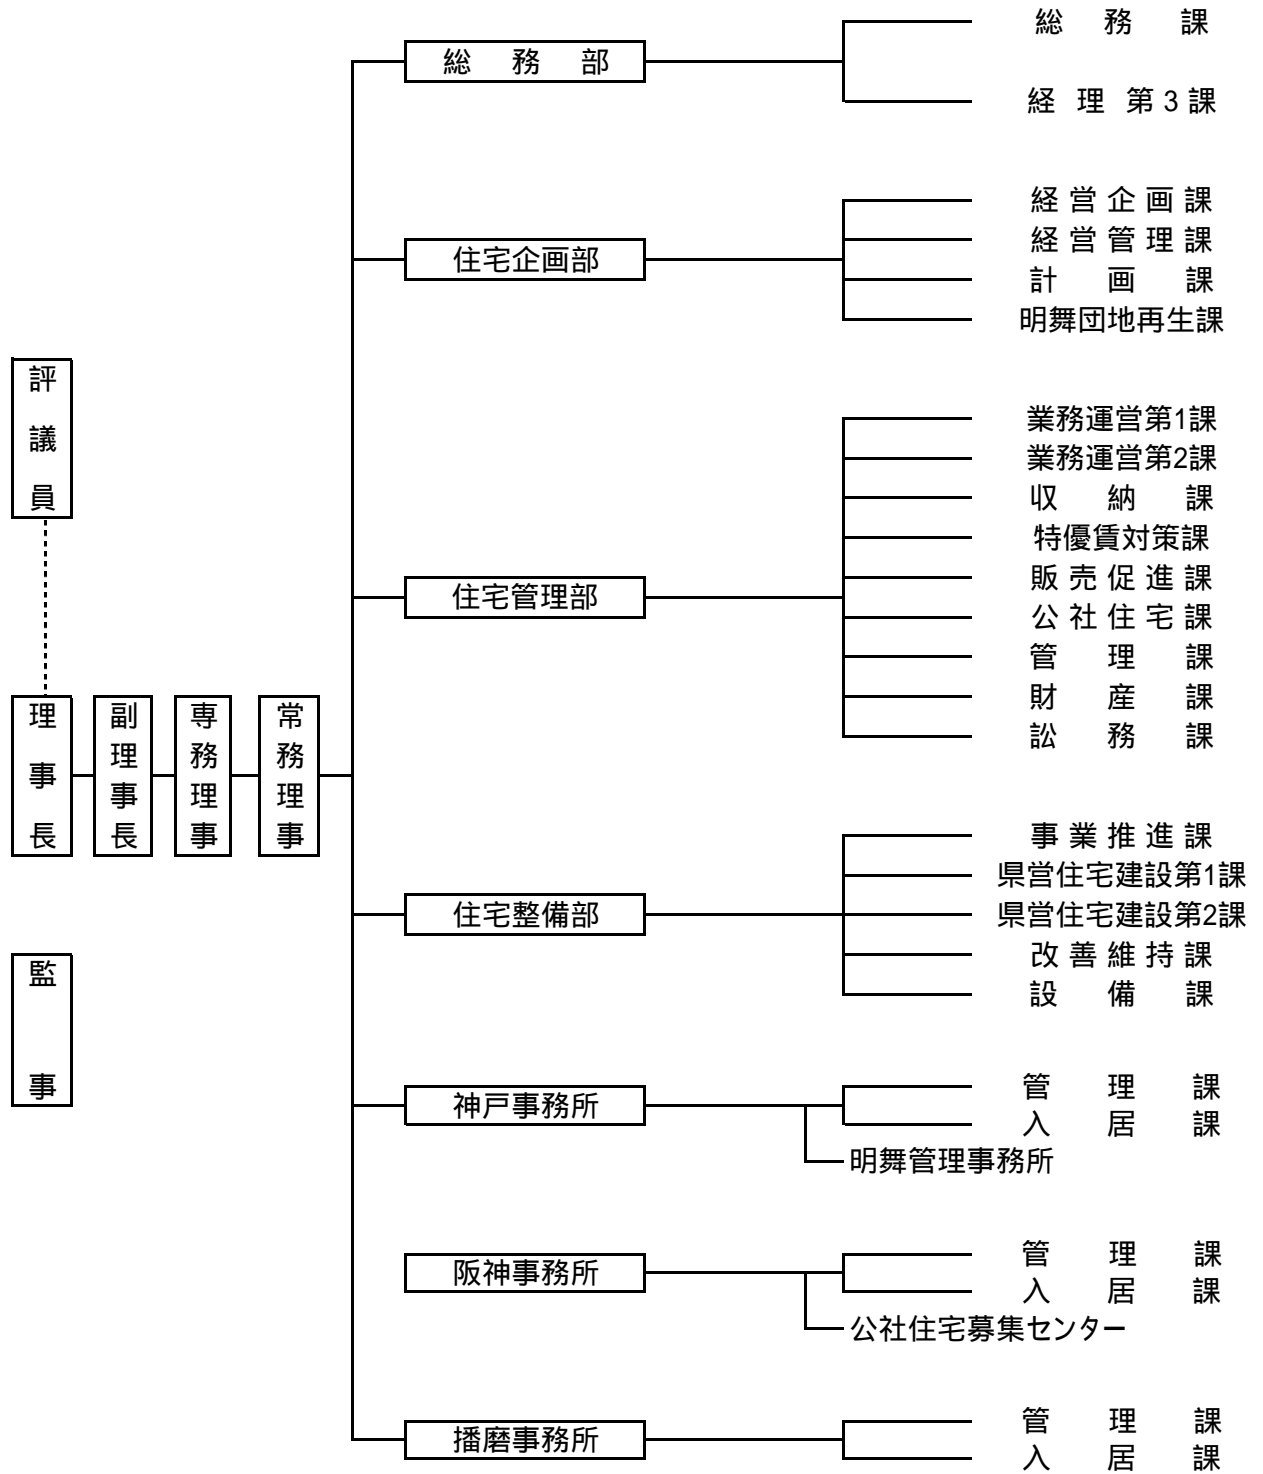 評議員
理事長
副理事長
専務理事
常務理事
監事
総務部
総務課
経理第3課
住宅企画部
経営企画課
経営管理課
計画課
明舞団地再生課
住宅管理部
業務運営第1課
業務運営第2課
収納課
特優賃対策課
販売促進課
公社住宅課
管理課
財産課
訟務課
住宅整備部
事業推進課
県営住宅建設第1課
県営住宅建設第2課
改善維持課
設備課
神戸事務所
管理課
入居課
明舞管理事務所
阪神事務所
管理課
入居課
公社住宅募集センター
播磨事務所
管理課
入居課